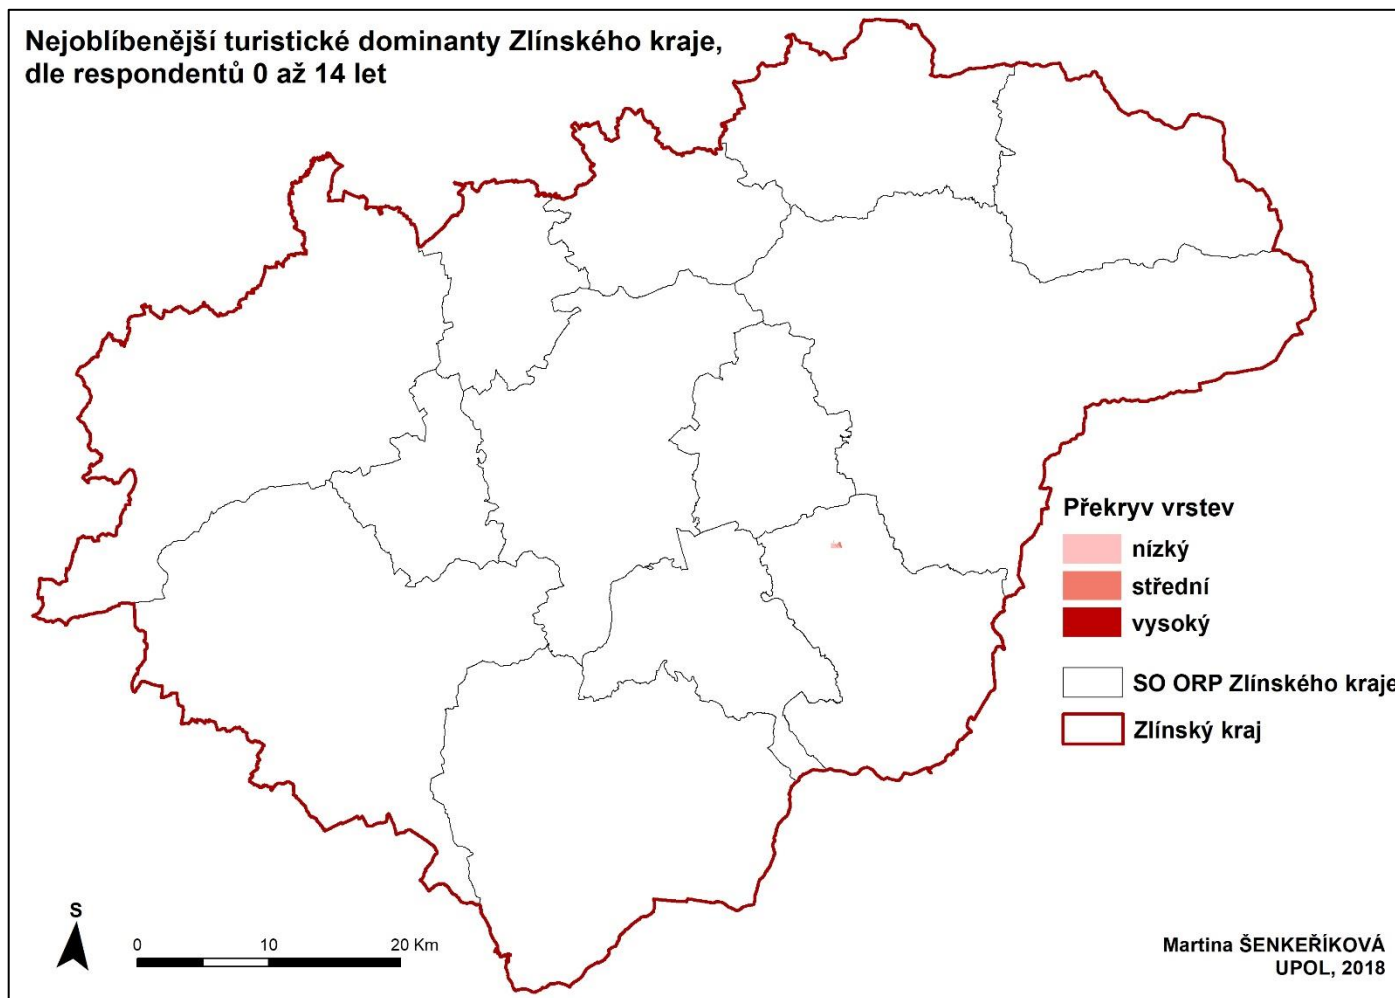 Nejoblíbenější turistické dominanty Zlínského kraje,
dle respondentů 0 až 14 let
Překryv vrstev
nízký
střední
vysoký
SO ORP Zlínského kraje
Zlínský kraj
S
0 10 20 Km
Martina ŠENKEŘÍKOVÁ
UPOL, 2018